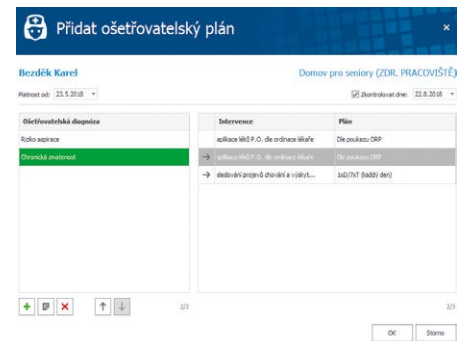 Přidat ošetřovatelský plán
Bezděk Karel Domov pro seniory (ZDR. PRACOVIŠTĚ)
Platnost od: 23.5.2018 Zkontrolovat dne: 22.8.2018
Ošetřovatelská diagnóza Intervence Plán
Riziko aspirace aplikace léků P.O. dle ordinace lékaře Dle poukazu ORP
Chronická zmatenost aplikace léků P.O. dle ordinace lékaře Dle poukazu ORP
sledování projevů chování a výskyt... 1xD/7xT (každý den)
2/2 2/3
OK Storno